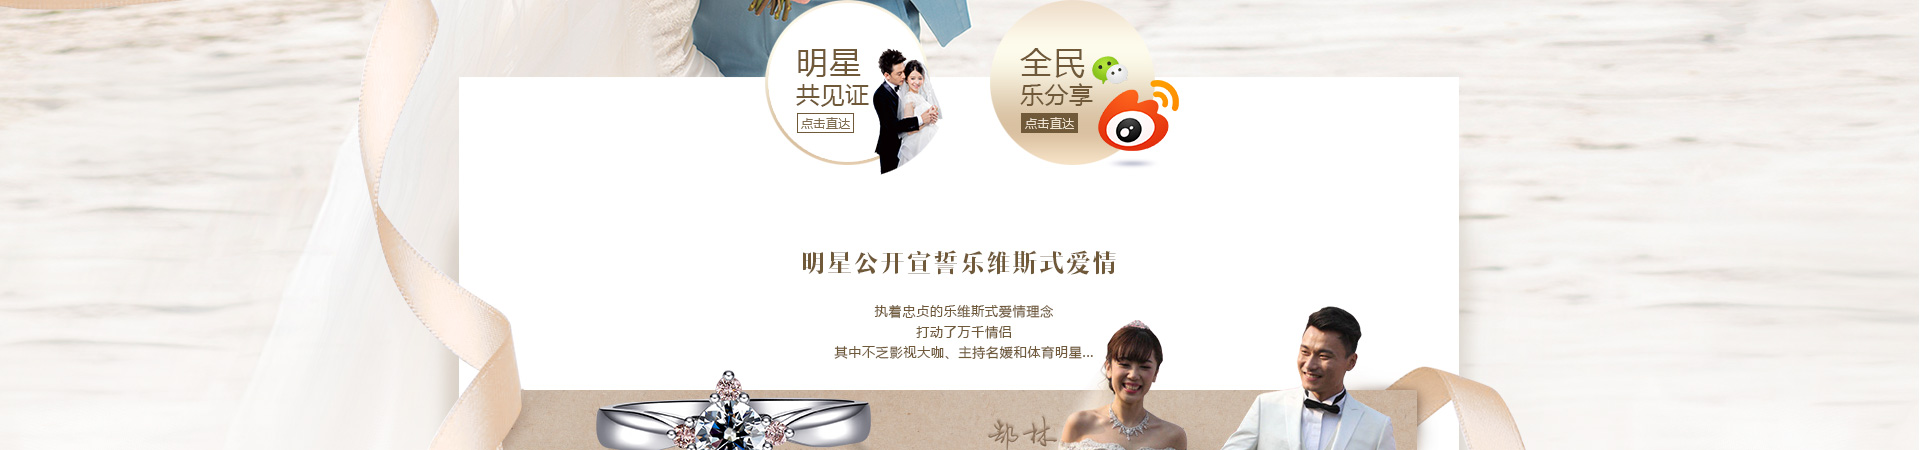 明星
共见证
点击直达
全民
乐分享
点击直达
明星公开宣誓乐维斯式爱情
执着忠贞的乐维斯式爱情理念
打动了万千情侣
其中不乏影视大咖、主持名媛和体育明星...